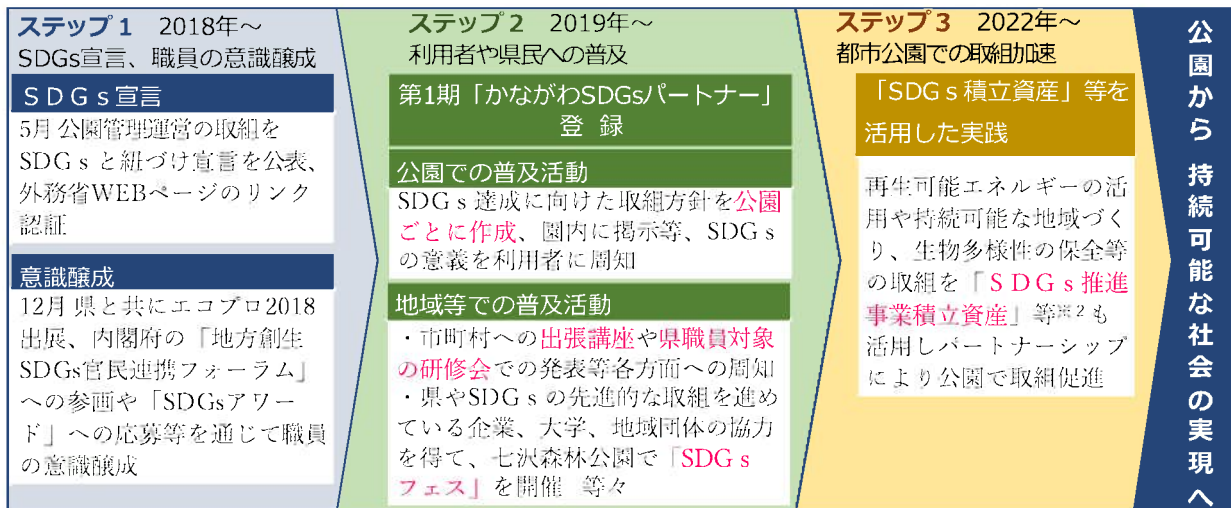 ステップ1 2018年～
SDGs宣言、職員の意識醸成
SDGs宣言
5月 公園管理運営の取組を
SDGsと紐づけ宣言を公表、
外務省WEBページのリンク
認証
意識醸成
12月 県と共にエコプロ2018
出展、内閣府の「地方創生
SDGs官民連携フォーラム」
への参画や「SDGsアワー
ド」への応募等を通じて職員
の意識醸成
ステップ2 2019年～
利用者や県民への普及
第1期「かながわSDGsパートナー」
登 録
公園での普及活動
SDGs達成に向けた取組方針を公園
ごとに作成、園内に掲示等、SDGs
の意義を利用者に周知
地域等での普及活動
・市町村への出張講座や県職員対象
の研修会での発表等各方面への周知
・県やSDGsの先進的な取組を進め
ている企業、大学、地域団体の協力
を得て、七沢森林公園で「SDGs
フェス」を開催 等々
ステップ3 2022年～
都市公園での取組加速
「SDGs積立資産」等を
活用した実践
再生可能エネルギーの活
用や持続可能な地域づく
り、生物多様性の保全等
の取組を「SDGs推進
事業積立資産」等※2も
活用しパートナーシップ
により公園で取組促進
公園から 持続可能な社会の実現へ